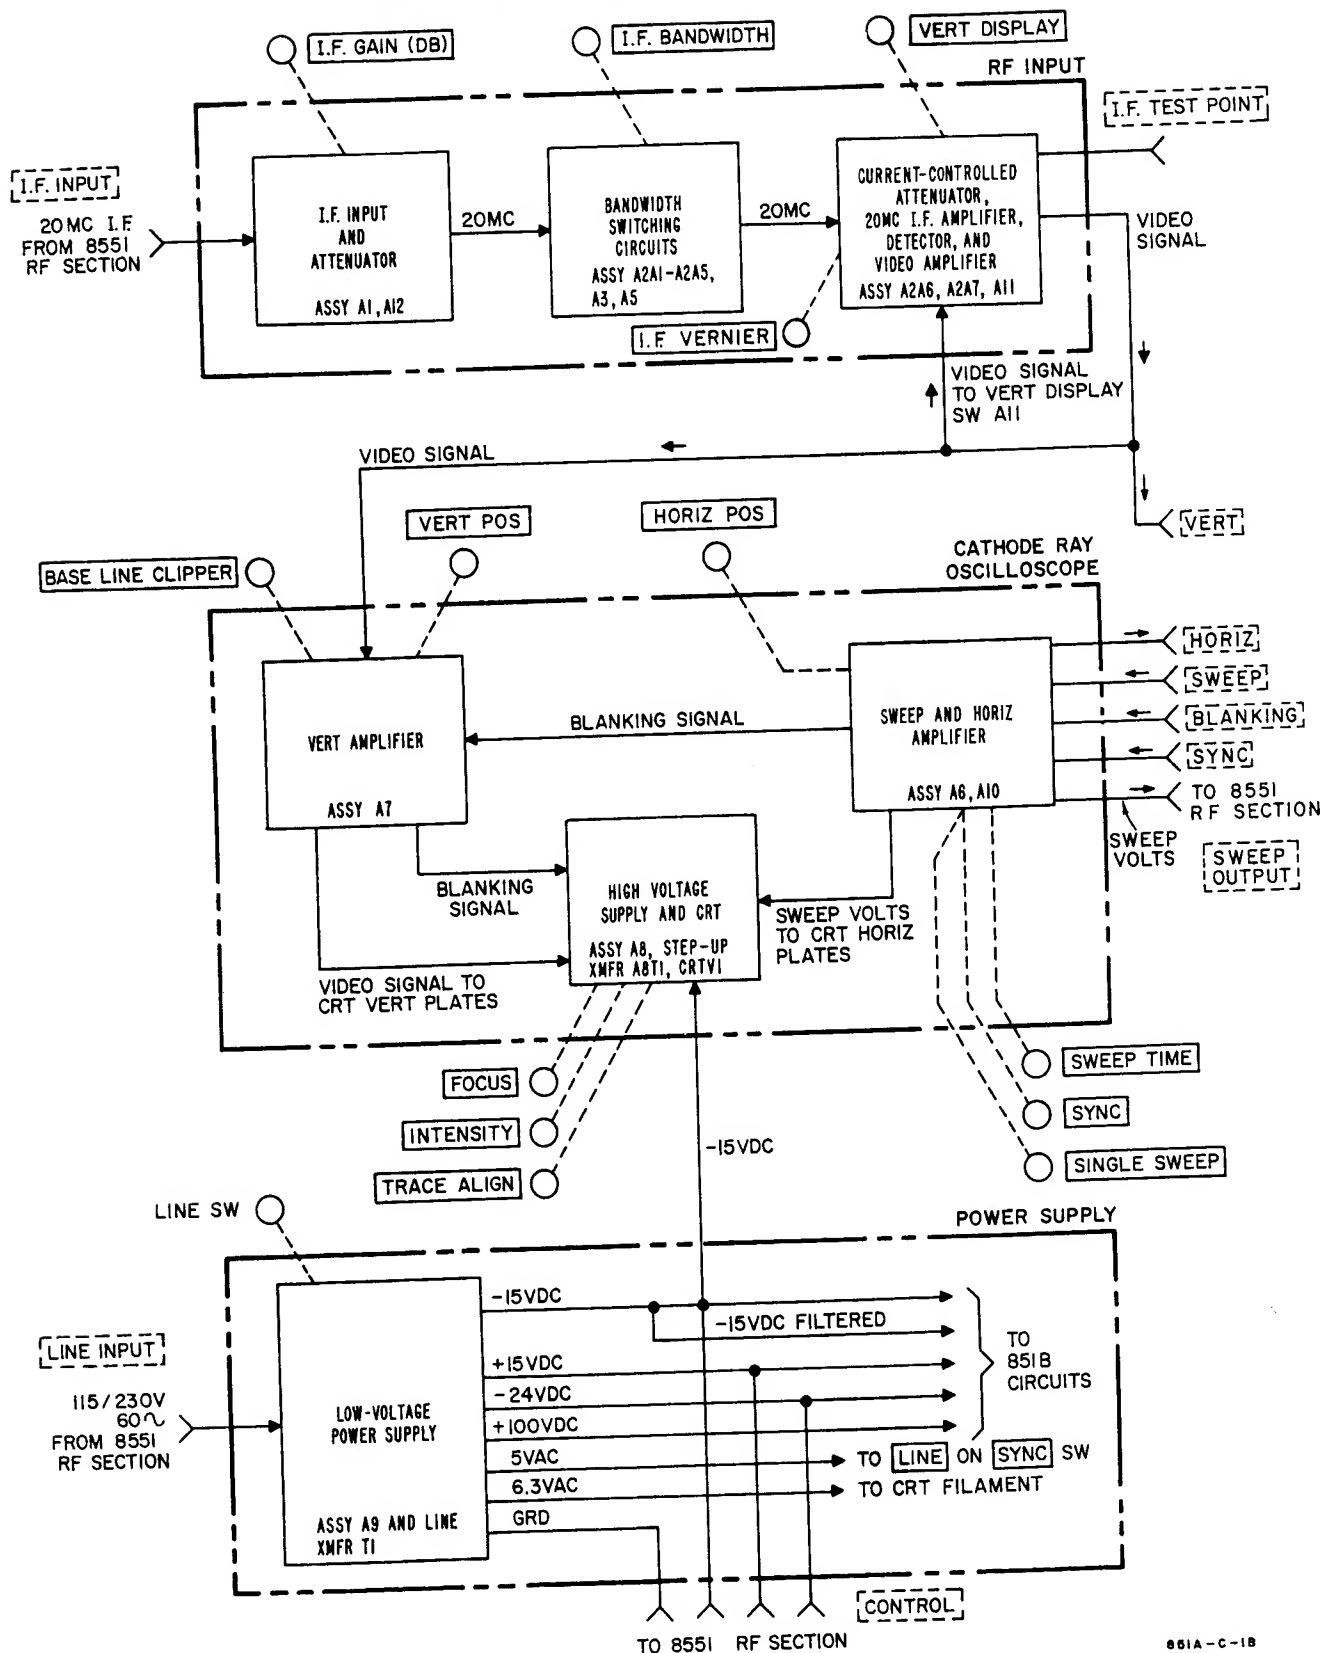 I.F. GAIN (DB)
I.F. BANDWIDTH
VERT DISPLAY
RF INPUT
I.F. TEST POINT
I.F. INPUT
20 MC I.F.
FROM 8551
RF SECTION
I.F. INPUT
AND
ATTENUATOR
ASSY A1, A12
20MC
BANDWIDTH
SWITCHING
CIRCUITS
ASSY A2A1-A2A5,
A3, A5
20MC
CURRENT-CONTROLLED
ATTENUATOR,
20MC I.F. AMPLIFIER,
DETECTOR, AND
VIDEO AMPLIFIER
ASSY A2A6, A2A7, A11
VIDEO
SIGNAL
I.F. VERNIER
VIDEO SIGNAL
TO VERT DISPLAY
SW A11
VIDEO SIGNAL
VERT
BASE LINE CLIPPER
VERT POS
HORIZ POS
CATHODE RAY
OSCILLOSCOPE
VERT AMPLIFIER
ASSY A7
BLANKING SIGNAL
SWEEP AND HORIZ
AMPLIFIER
ASSY A6, A10
HORIZ
SWEEP
BLANKING
SYNC
TO 8551
RF SECTION
SWEEP
VOLTS
SWEEP
OUTPUT
BLANKING
SIGNAL
HIGH VOLTAGE
SUPPLY AND CRT
ASSY A8, STEP-UP
XMFR A8T1, CRTV1
SWEEP VOLTS
TO CRT HORIZ
PLATES
VIDEO SIGNAL TO
CRT VERT PLATES
FOCUS
INTENSITY
TRACE ALIGN
-15VDC
SWEEP TIME
SYNC
SINGLE SWEEP
LINE SW
POWER SUPPLY
LINE INPUT
115/230V
60~
FROM 8551
RF SECTION
LOW-VOLTAGE
POWER SUPPLY
ASSY A9 AND LINE
XMFR T1
-15VDC
-15VDC FILTERED
+15VDC
-24VDC
+100VDC
5VAC
6.3VAC
GRD
TO
851B
CIRCUITS
TO LINE ON SYNC SW
TO CRT FILAMENT
CONTROL
TO 8551 RF SECTION
851A-C-1B